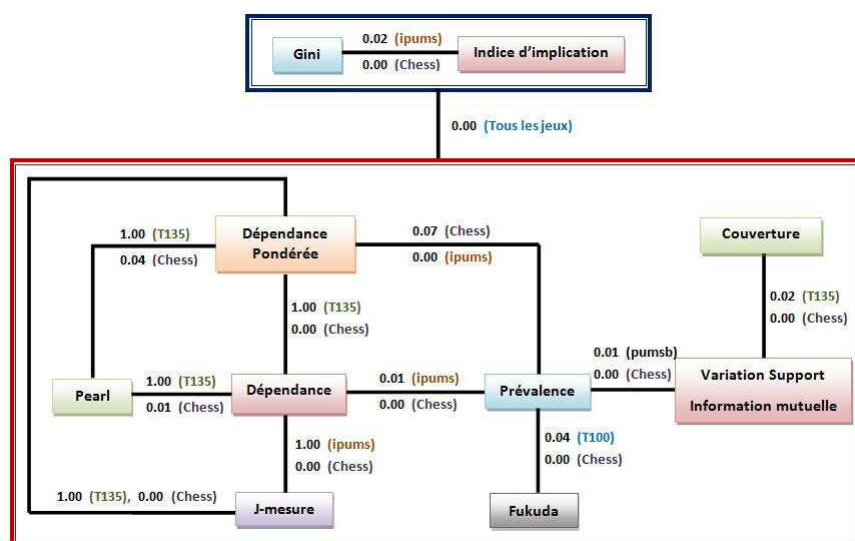 0.02 (ipums)
Gini
Indice d'implication
0.00 (Chess)
0.00 (Tous les jeux)
1.00 (T135)
Dépendance
Pondérée
0.07 (Chess)
Couverture
0.04 (Chess)
0.00 (ipums)
1.00 (T135)
0.00 (Chess)
0.02 (T135)
0.00 (Chess)
0.01 (pumsb)
Pearl
1.00 (T135)
Dépendance
0.01 (ipums)
Prévalence
0.00 (Chess)
Variation Support
0.01 (Chess)
0.00 (Chess)
Information mutuelle
1.00 (ipums)
0.04 (T100)
0.00 (Chess)
0.00 (Chess)
1.00 (T135), 0.00 (Chess)
J-mesure
Fukuda